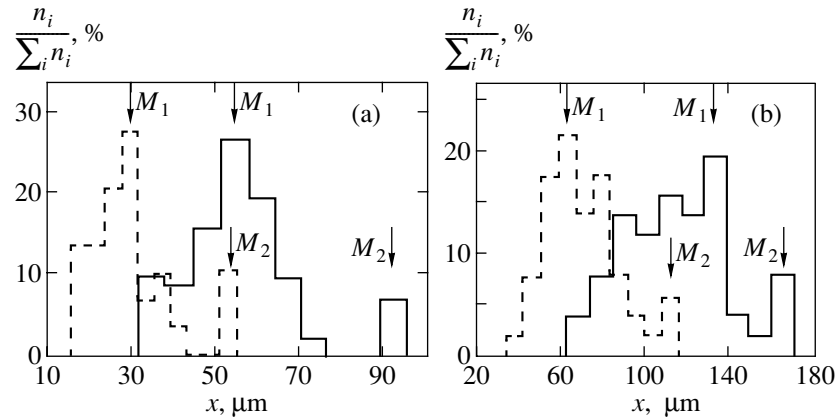 n_i / ∑_i n_i, %
30
20
10
0
M_1
M_1
(a)
M_2
M_2
10 30 50 70 90
x, μm
n_i / ∑_i n_i, %
20
10
0
M_1
M_1
(b)
M_2
M_2
20 60 100 140 180
x, μm